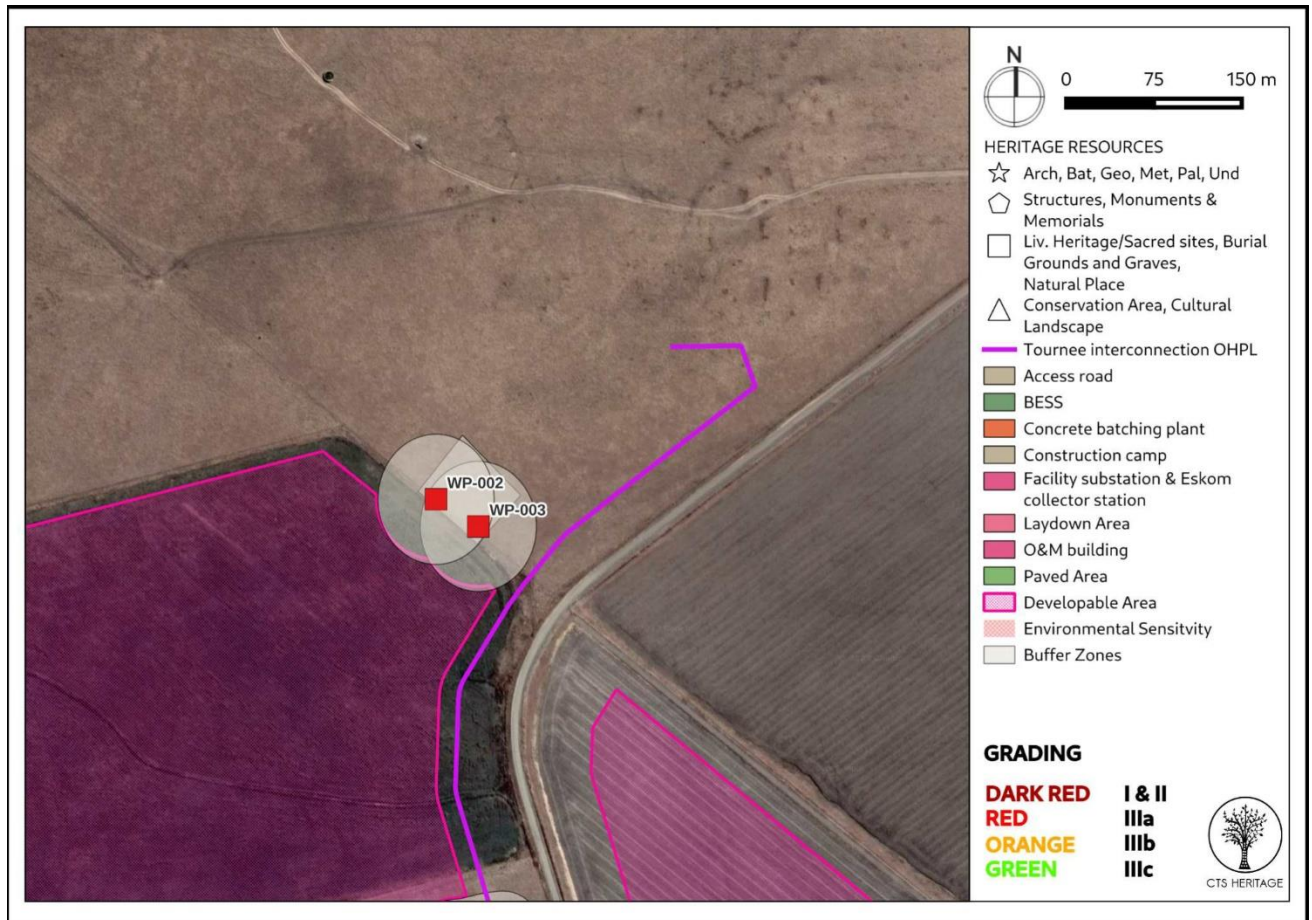 WP-002
WP-003
N
0 75 150 m
HERITAGE RESOURCES
Arch, Bat, Geo, Met, Pal, Und
Structures, Monuments &
Memorials
Liv. Heritage/Sacred sites, Burial
Grounds and Graves,
Natural Place
Conservation Area, Cultural
Landscape
Tournee interconnection OHPL
Access road
BESS
Concrete batching plant
Construction camp
Facility substation & Eskom
collector station
Laydown Area
O&M building
Paved Area
Developable Area
Environmental Sensitvity
Buffer Zones
GRADING
DARK RED I & II
RED IIIa
ORANGE IIIb
GREEN IIIc
CTS HERITAGE